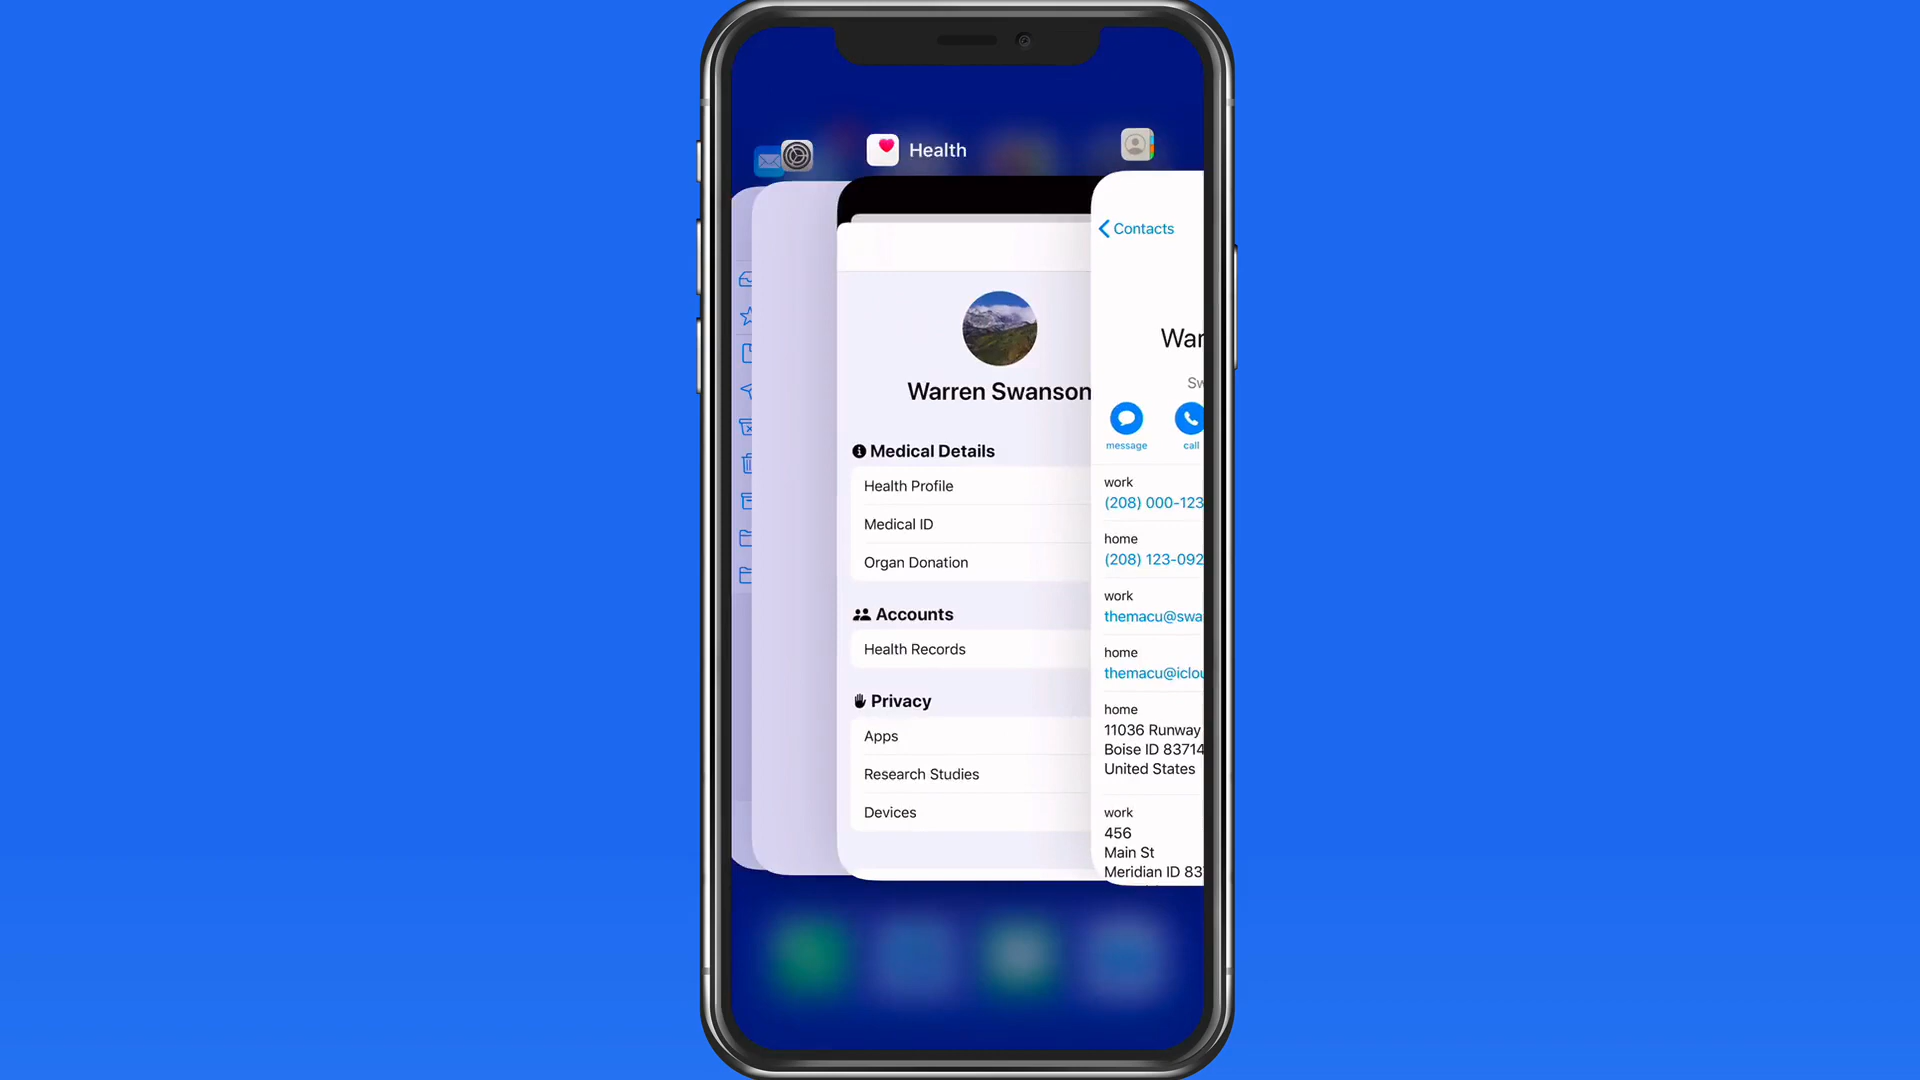 Health
Warren Swanson
Medical Details
Health Profile
Medical ID
Organ Donation
Accounts
Health Records
Privacy
Apps
Research Studies
Devices
Contacts
War
Sw
message
call
work
(208) 000-123
home
(208) 123-092
work
themacu@swa
home
themacu@iclou
home
11036 Runway
Boise ID 83714
United States
work
456
Main St
Meridian ID 83